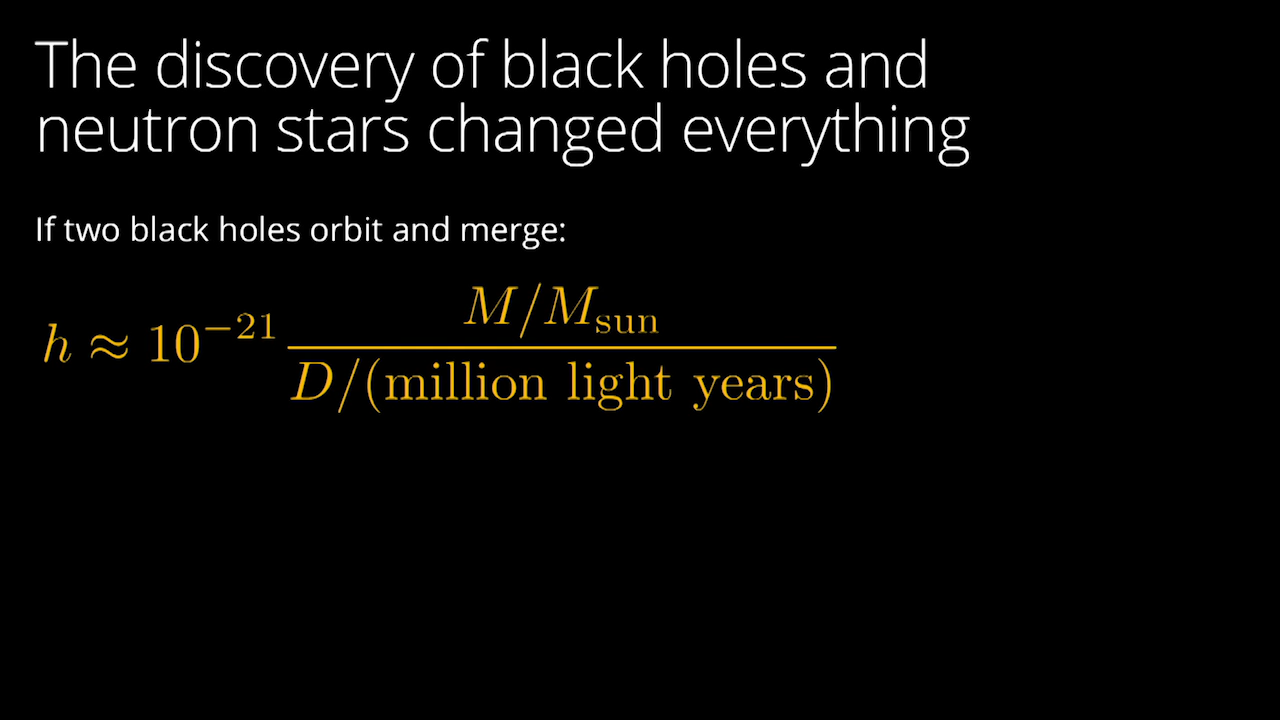 The discovery of black holes and
neutron stars changed everything
If two black holes orbit and merge:
h ≈ 10⁻²¹ (M/M_sun) / (D/(million light years))